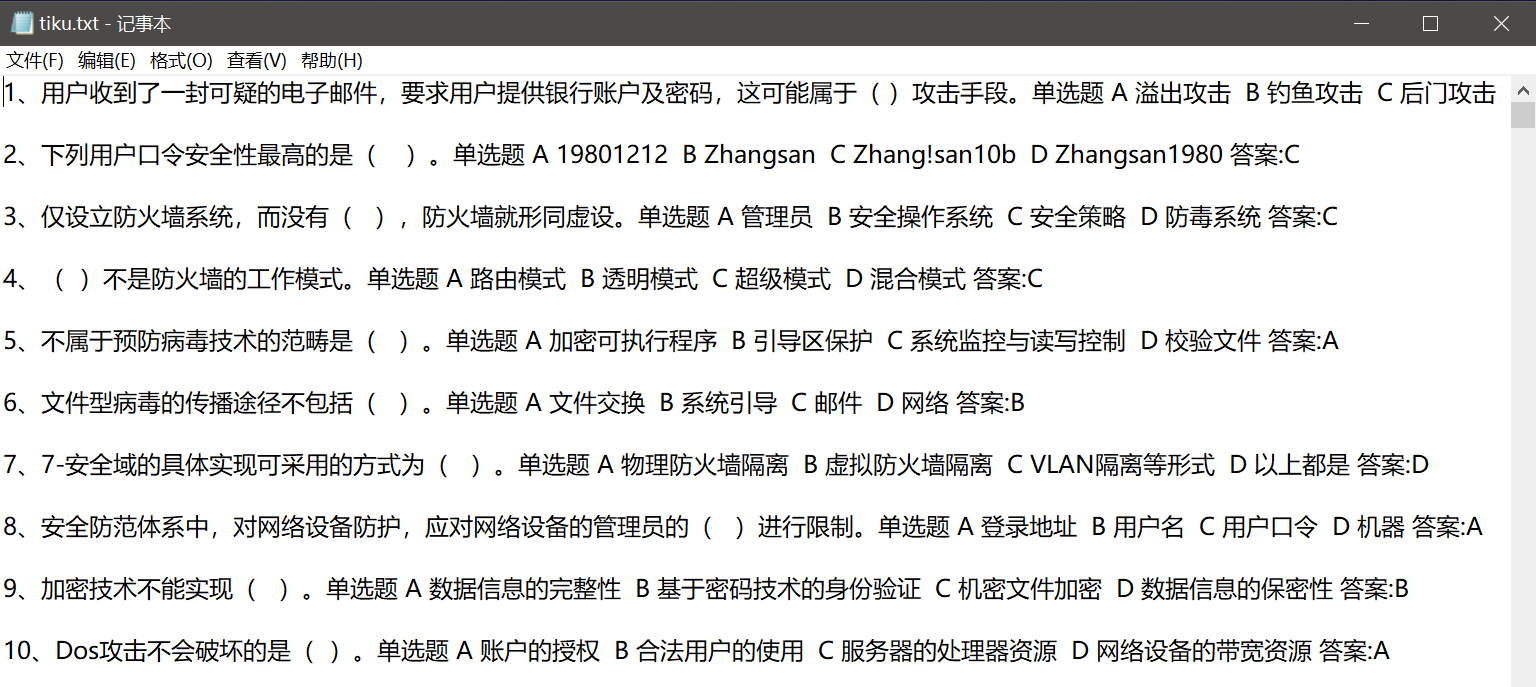 tiku.txt - 记事本
文件(F) 编辑(E) 格式(O) 查看(V) 帮助(H)
1、用户收到了一封可疑的电子邮件，要求用户提供银行账户及密码，这可能属于（ ）攻击手段。单选题 A 溢出攻击 B 钓鱼攻击 C 后门攻击
2、下列用户口令安全性最高的是（ ）。单选题 A 19801212 B Zhangsan C Zhang!san10b D Zhangsan1980 答案:C
3、仅设立防火墙系统，而没有（ ），防火墙就形同虚设。单选题 A 管理员 B 安全操作系统 C 安全策略 D 防毒系统 答案:C
4、（ ）不是防火墙的工作模式。单选题 A 路由模式 B 透明模式 C 超级模式 D 混合模式 答案:C
5、不属于预防病毒技术的范畴是（ ）。单选题 A 加密可执行程序 B 引导区保护 C 系统监控与读写控制 D 校验文件 答案:A
6、文件型病毒的传播途径不包括（ ）。单选题 A 文件交换 B 系统引导 C 邮件 D 网络 答案:B
7、7-安全域的具体实现可采用的方式为（ ）。单选题 A 物理防火墙隔离 B 虚拟防火墙隔离 C VLAN隔离等形式 D 以上都是 答案:D
8、安全防范体系中，对网络设备防护，应对网络设备的管理员的（ ）进行限制。单选题 A 登录地址 B 用户名 C 用户口令 D 机器 答案:A
9、加密技术不能实现（ ）。单选题 A 数据信息的完整性 B 基于密码技术的身份验证 C 机密文件加密 D 数据信息的保密性 答案:B
10、Dos攻击不会破坏的是（ ）。单选题 A 账户的授权 B 合法用户的使用 C 服务器的处理器资源 D 网络设备的带宽资源 答案:A